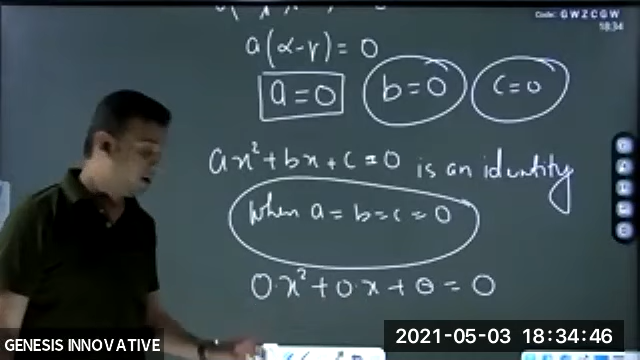 Code: GWZCGW
18:34
a(α-γ) = 0
a = 0 b = 0 c = 0
ax² + bx + c = 0 is an identity
When a = b = c = 0
0·x² + 0·x + 0 = 0
GENESIS INNOVATIVE
2021-05-03 18:34:46